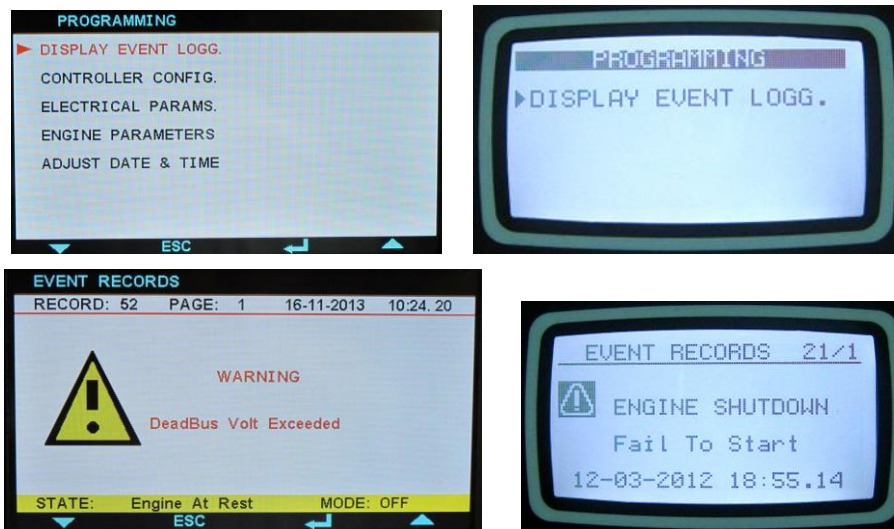 PROGRAMMING
DISPLAY EVENT LOGG.
CONTROLLER CONFIG.
ELECTRICAL PARAMS.
ENGINE PARAMETERS
ADJUST DATE & TIME
ESC
PROGRAMMING
DISPLAY EVENT LOGG.
EVENT RECORDS
RECORD: 52 PAGE: 1 16-11-2013 10:24.20
WARNING
DeadBus Volt Exceeded
STATE: Engine At Rest MODE: OFF
ESC
EVENT RECORDS 21/1
ENGINE SHUTDOWN
Fail To Start
12-03-2012 18:55.14